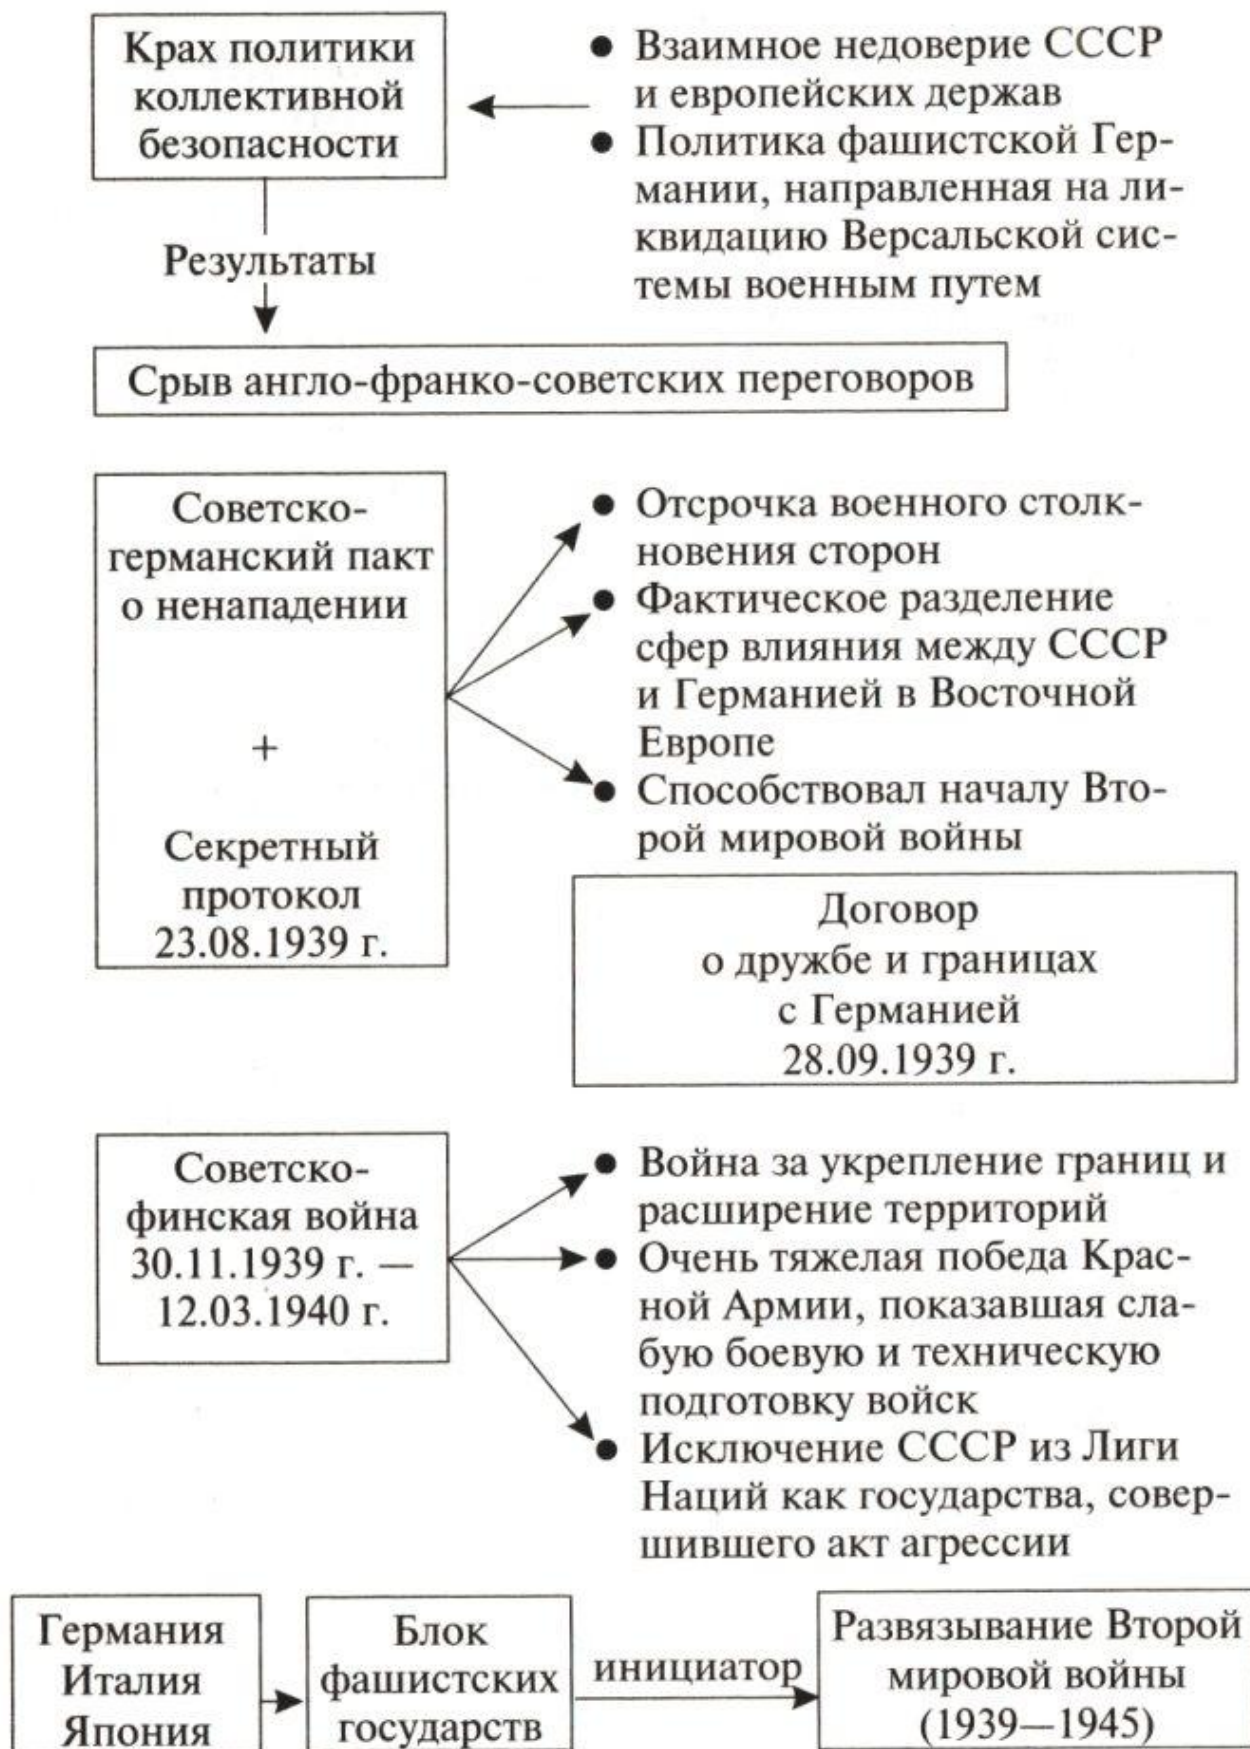 Крах политики
коллективной
безопасности
● Взаимное недоверие СССР
и европейских держав
● Политика фашистской Гер-
мании, направленная на ли-
квидацию Версальской сис-
темы военным путем
Результаты
Срыв англо-франко-советских переговоров
Советско-
германский пакт
о ненападении
+
Секретный
протокол
23.08.1939 г.
● Отсрочка военного столк-
новения сторон
● Фактическое разделение
сфер влияния между СССР
и Германией в Восточной
Европе
● Способствовал началу Вто-
рой мировой войны
Договор
о дружбе и границах
с Германией
28.09.1939 г.
Советско-
финская война
30.11.1939 г. —
12.03.1940 г.
● Война за укрепление границ и
расширение территорий
● Очень тяжелая победа Крас-
ной Армии, показавшая сла-
бую боевую и техническую
подготовку войск
● Исключение СССР из Лиги
Наций как государства, совер-
шившего акт агрессии
Германия
Италия
Япония
Блок
фашистских
государств
инициатор
Развязывание Второй
мировой войны
(1939—1945)